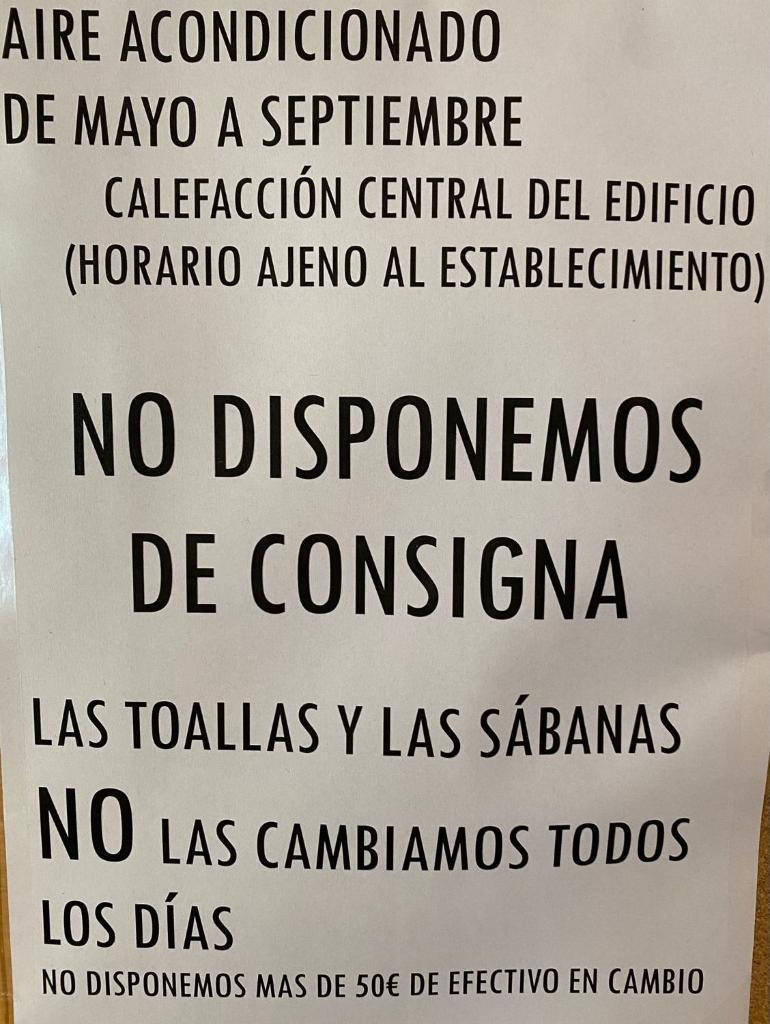 AIRE ACONDICIONADO
DE MAYO A SEPTIEMBRE
CALEFACCIÓN CENTRAL DEL EDIFICIO
(HORARIO AJENO AL ESTABLECIMIENTO)
NO DISPONEMOS
DE CONSIGNA
LAS TOALLAS Y LAS SÁBANAS
NO LAS CAMBIAMOS TODOS
LOS DÍAS
NO DISPONEMOS MAS DE 50€ DE EFECTIVO EN CAMBIO